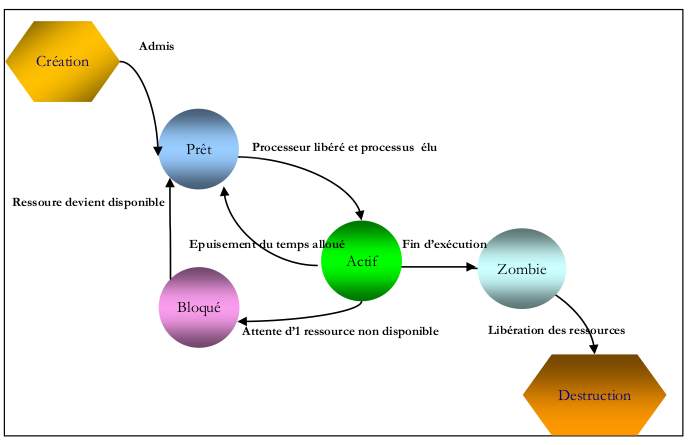 Admis
Création
Prêt
Processeur libéré et processus élu
Ressoure devient disponible
Epuisement du temps alloué
Fin d'exécution
Actif
Zombie
Bloqué
Attente d'1 ressource non disponible
Libération des ressources
Destruction